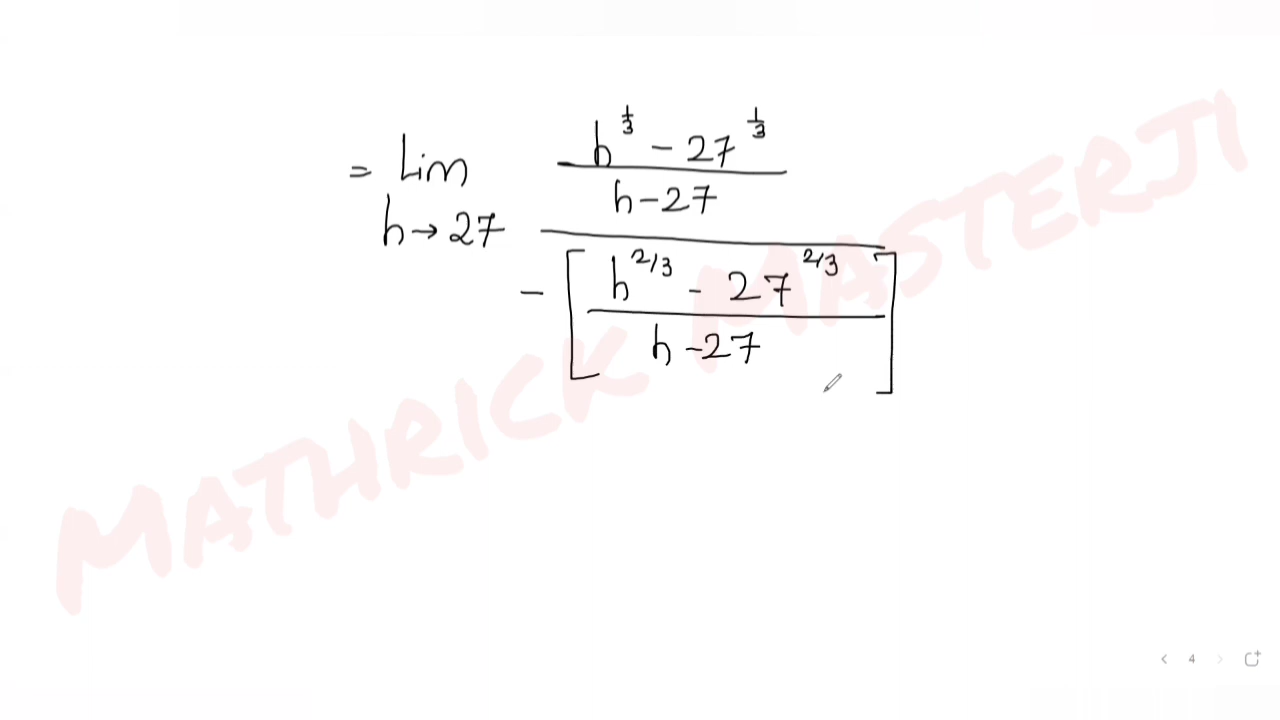 = Lim h→27
h^1/3 - 27^1/3
h-27
- [ h^2/3 - 27^2/3
h-27 ]
MATHRICK MASTERJI
< 4 >